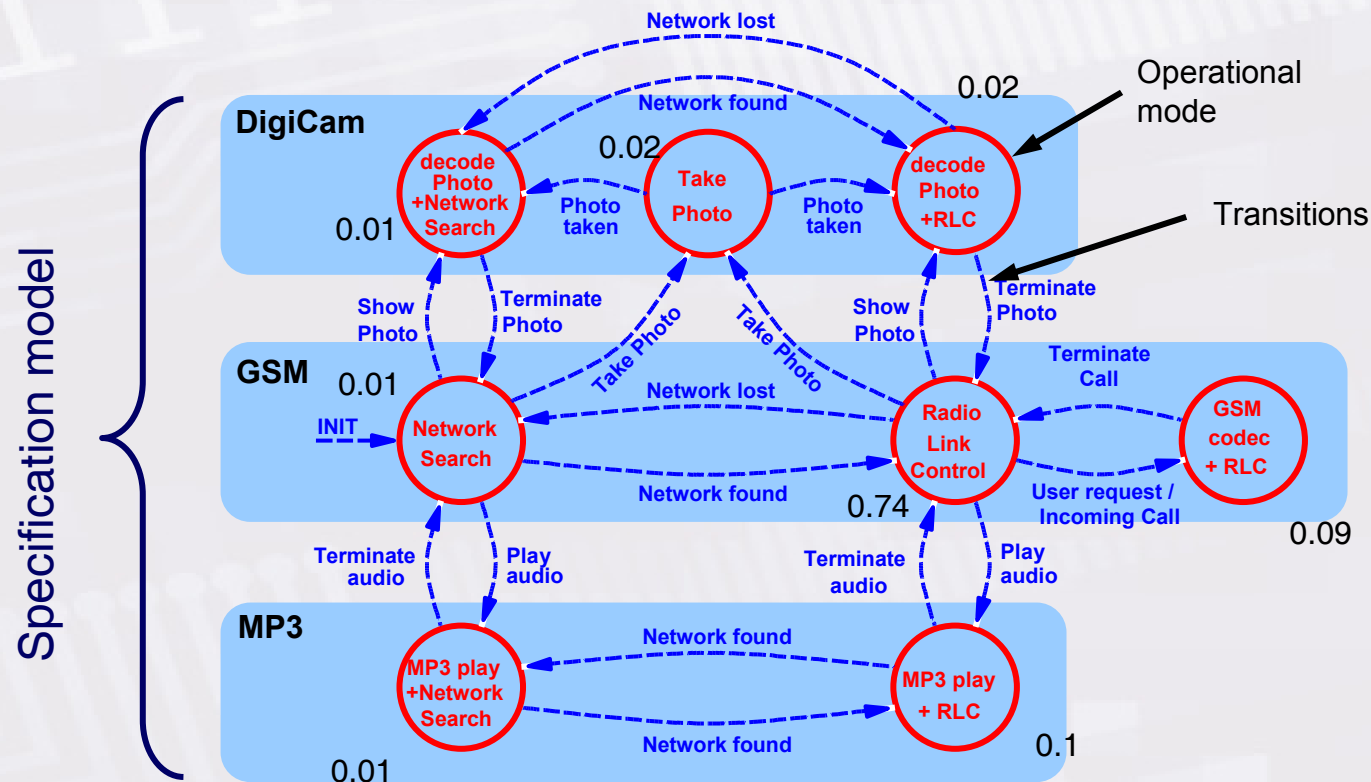 Specification model
Network lost
Network found
DigiCam
0.02
Operational
mode
decode
Photo
+Network
Search
0.01
Photo
taken
0.02
Take
Photo
Photo
taken
decode
Photo
+RLC
Transitions
Show
Photo
Terminate
Photo
Take Photo
Take Photo
Show
Photo
Terminate
Photo
GSM
0.01
INIT
Network
Search
Network lost
Network found
Radio
Link
Control
0.74
Terminate
Call
User request /
Incoming Call
GSM
codec
+ RLC
0.09
Terminate
audio
Play
audio
Terminate
audio
Play
audio
MP3
MP3 play
+Network
Search
0.01
Network found
Network found
MP3 play
+ RLC
0.1